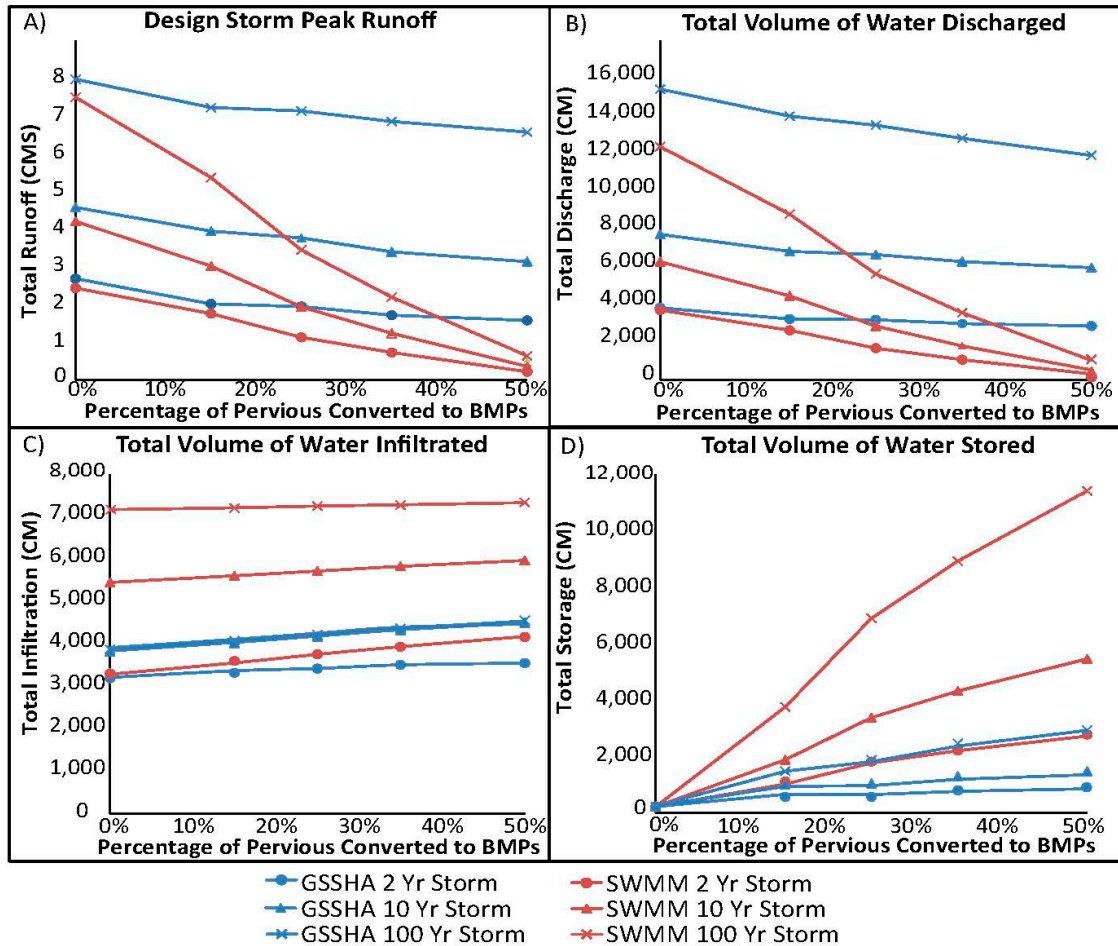 A) Design Storm Peak Runoff
Total Runoff (CMS)
8
7
6
5
4
3
2
1
0
0% 10% 20% 30% 40% 50%
Percentage of Pervious Converted to BMPs
B) Total Volume of Water Discharged
Total Discharge (CM)
16,000
14,000
12,000
10,000
8,000
6,000
4,000
2,000
0
0% 10% 20% 30% 40% 50%
Percentage of Pervious Converted to BMPs
C) Total Volume of Water Infiltrated
Total Infiltration (CM)
8,000
7,000
6,000
5,000
4,000
3,000
2,000
1,000
0
0% 10% 20% 30% 40% 50%
Percentage of Pervious Converted to BMPs
D) Total Volume of Water Stored
Total Storage (CM)
12,000
10,000
8,000
6,000
4,000
2,000
0
0% 10% 20% 30% 40% 50%
Percentage of Pervious Converted to BMPs
GSSHA 2 Yr Storm
GSSHA 10 Yr Storm
GSSHA 100 Yr Storm
SWMM 2 Yr Storm
SWMM 10 Yr Storm
SWMM 100 Yr Storm